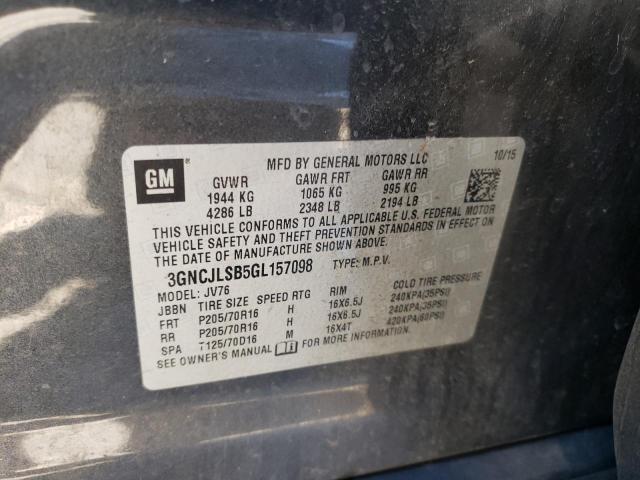 GM
MFD BY GENERAL MOTORS LLC 10/15
GVWR GAWR FRT GAWR RR
1944 KG 1065 KG 995 KG
4286 LB 2348 LB 2194 LB
THIS VEHICLE CONFORMS TO ALL APPLICABLE U.S. FEDERAL MOTOR
VEHICLE SAFETY AND THEFT PREVENTION STANDARDS IN EFFECT ON
THE DATE OF MANUFACTURE SHOWN ABOVE.
3GNCJLSB5GL157098 TYPE: M.P.V.
MODEL: JV76
JBBN TIRE SIZE SPEED RTG RIM COLD TIRE PRESSURE
FRT P205/70R16 H 16X6.5J 240KPA(35PSI)
RR P205/70R16 H 16X6.5J 240KPA(35PSI)
SPA T125/70D16 M 16X4T 420KPA(60PSI)
SEE OWNER'S MANUAL FOR MORE INFORMATION.